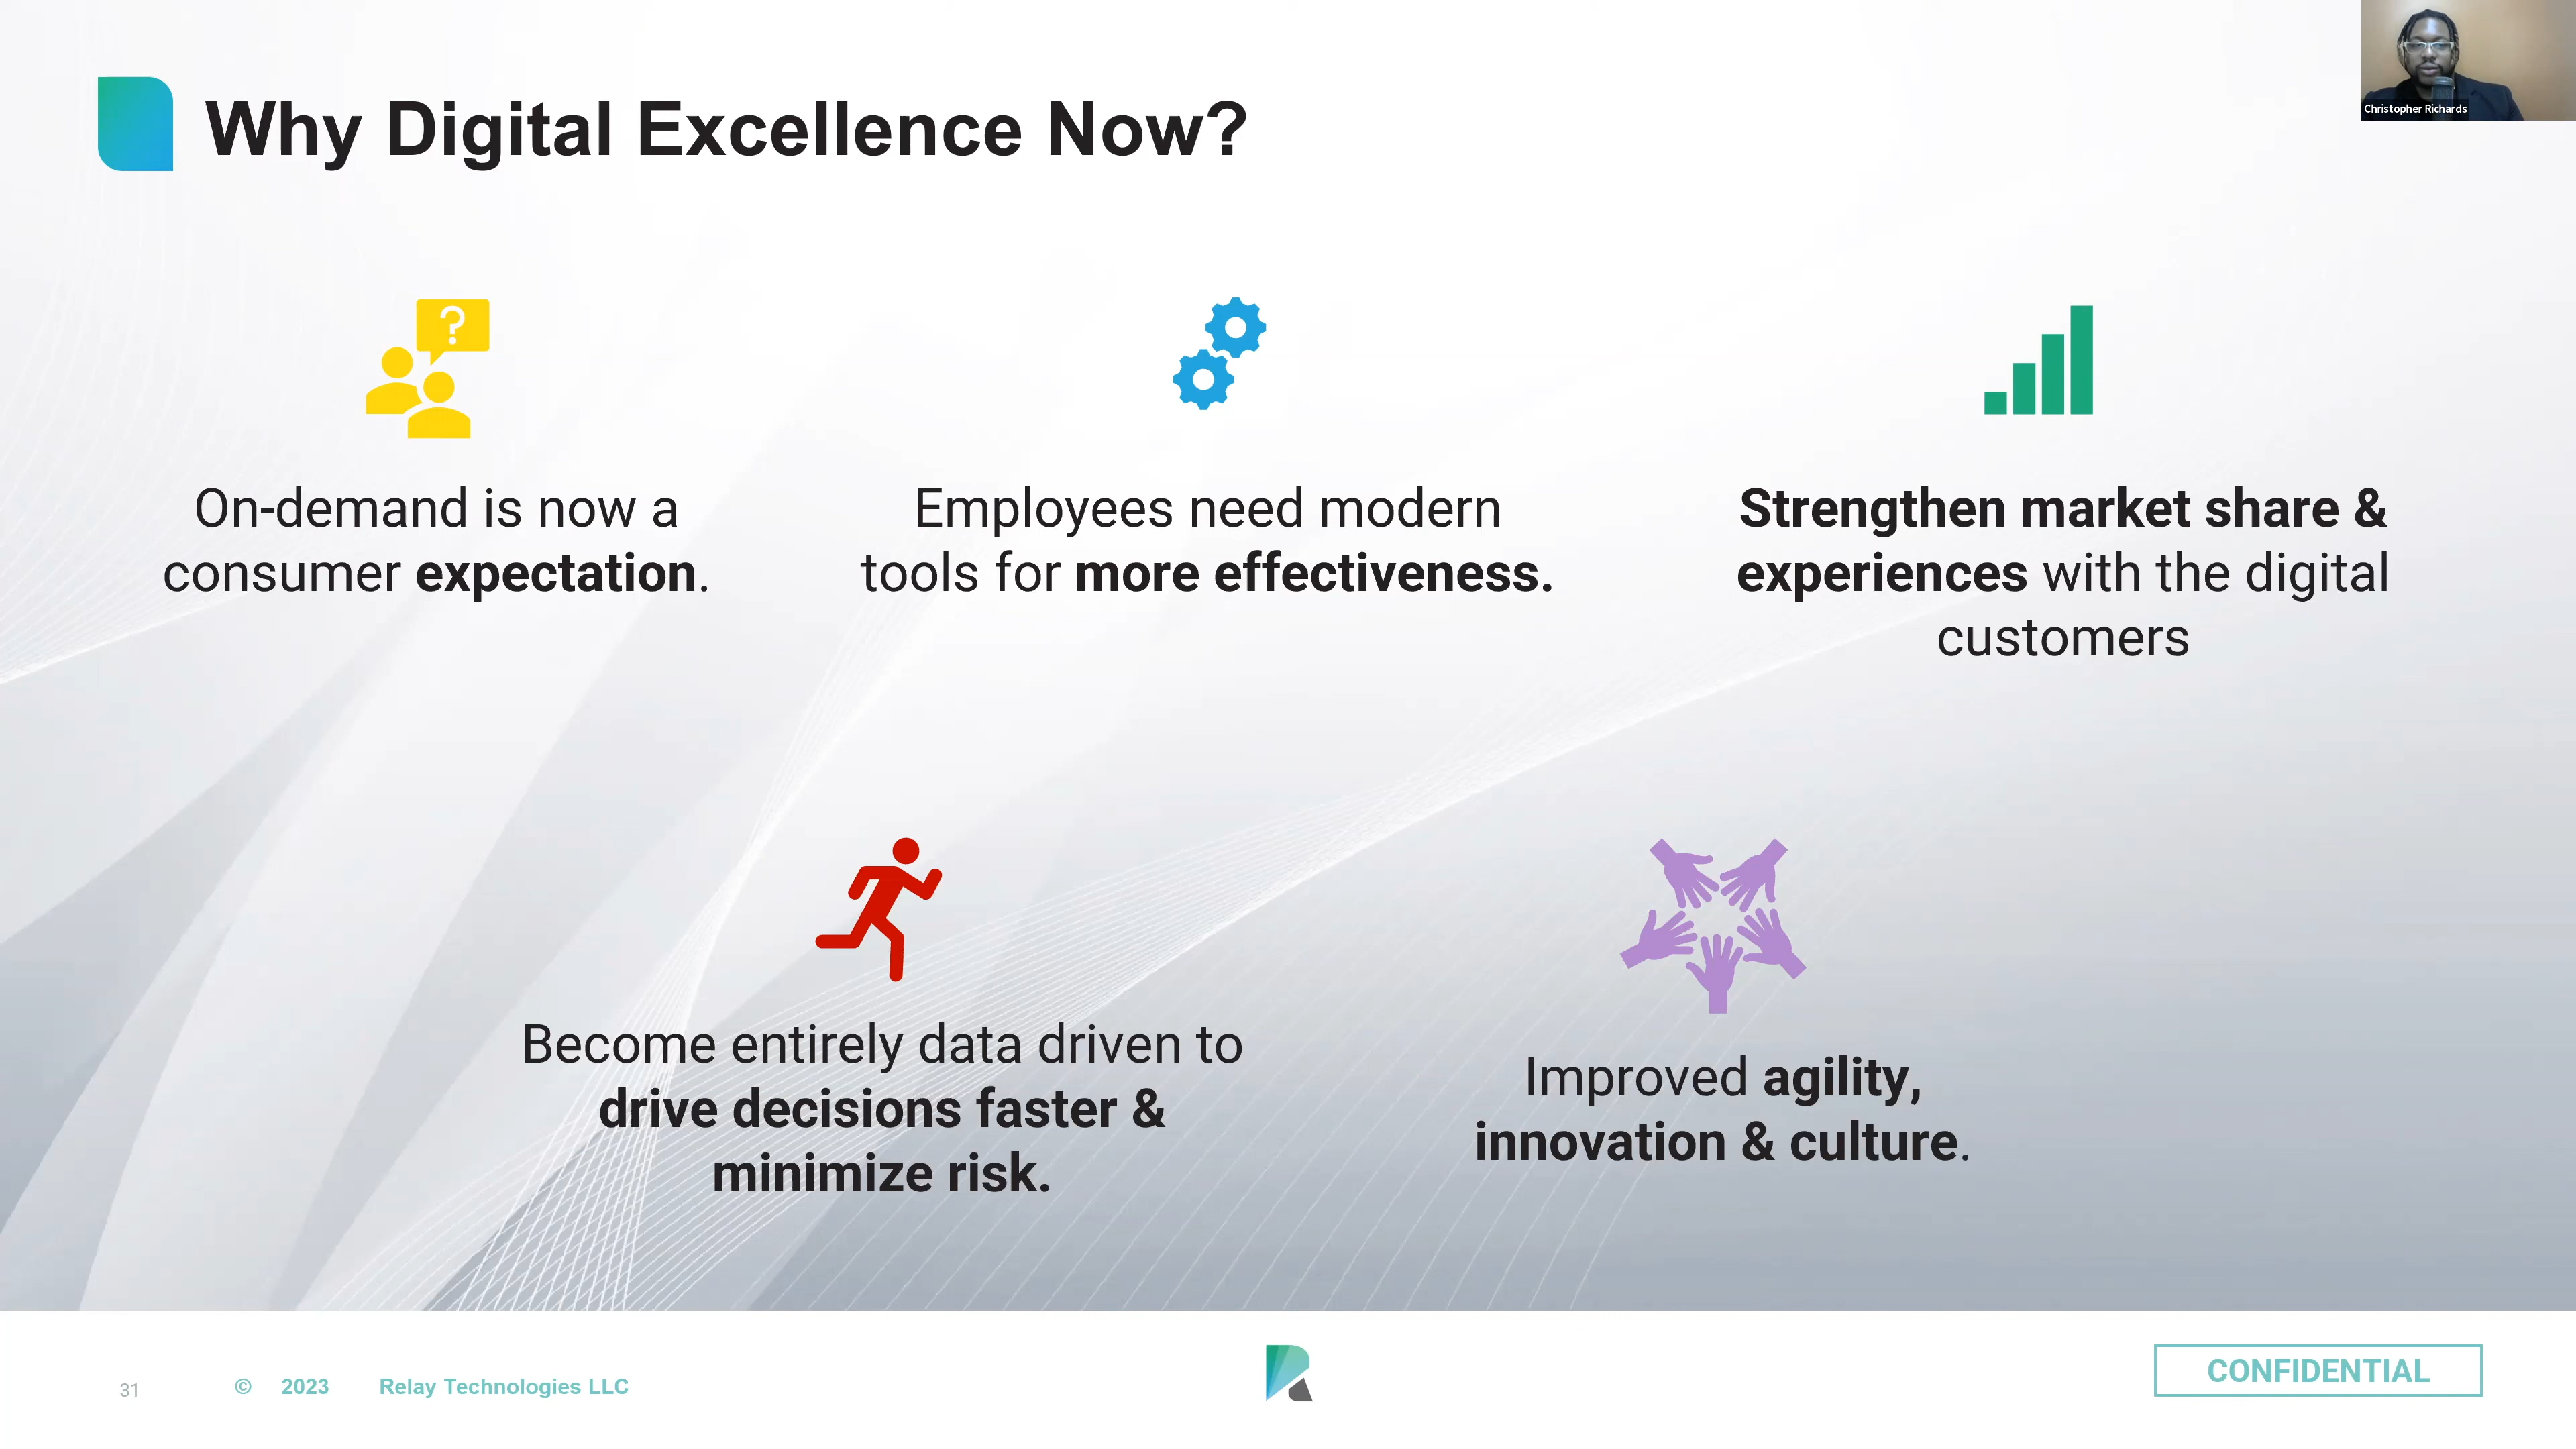 Christopher Richards
Why Digital Excellence Now?
?
On-demand is now a
consumer expectation.
Employees need modern
tools for more effectiveness.
Strengthen market share &
experiences with the digital
customers
Become entirely data driven to
drive decisions faster &
minimize risk.
Improved agility,
innovation & culture.
31
© 2023 Relay Technologies LLC
CONFIDENTIAL